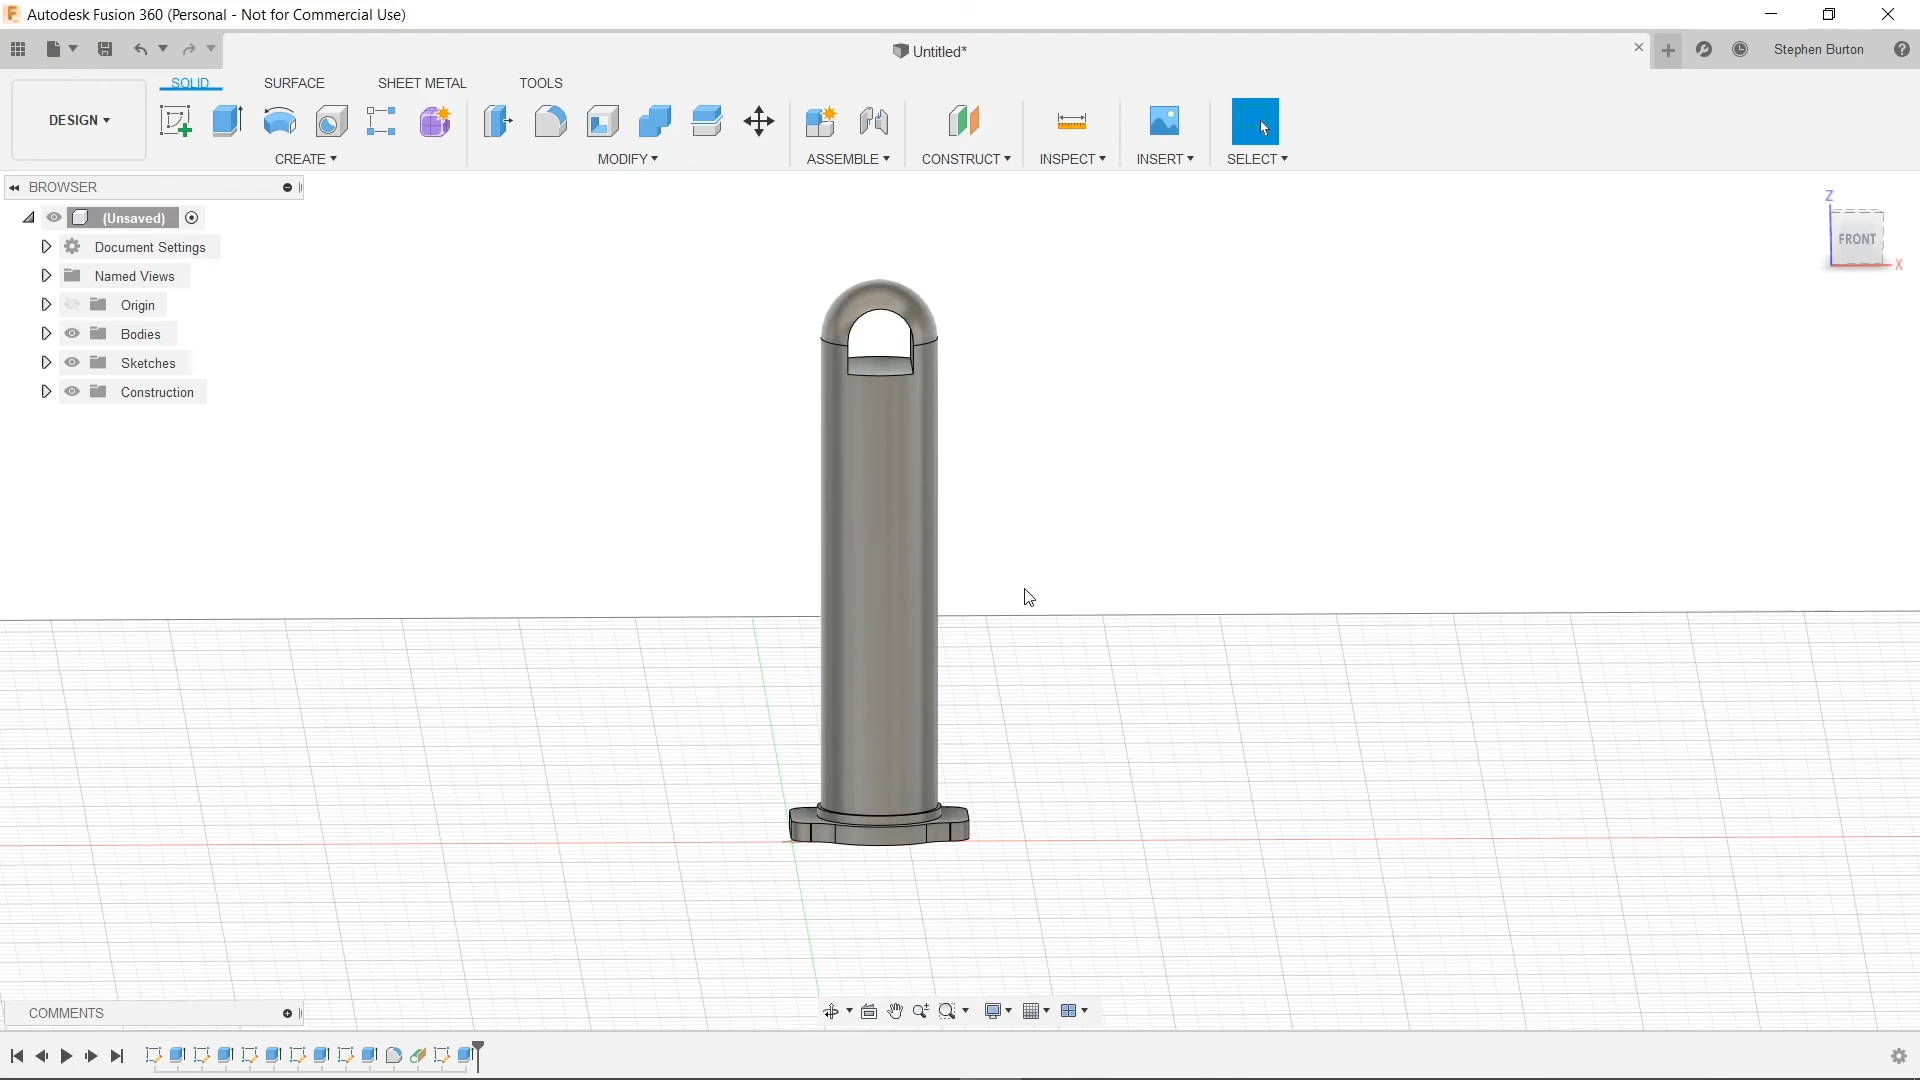 Autodesk Fusion 360 (Personal - Not for Commercial Use)
Untitled*
Stephen Burton
SOLID SURFACE SHEET METAL TOOLS
DESIGN
CREATE MODIFY ASSEMBLE CONSTRUCT INSPECT INSERT SELECT
BROWSER
(Unsaved)
Document Settings
Named Views
Origin
Bodies
Sketches
Construction
Z
FRONT
X
COMMENTS